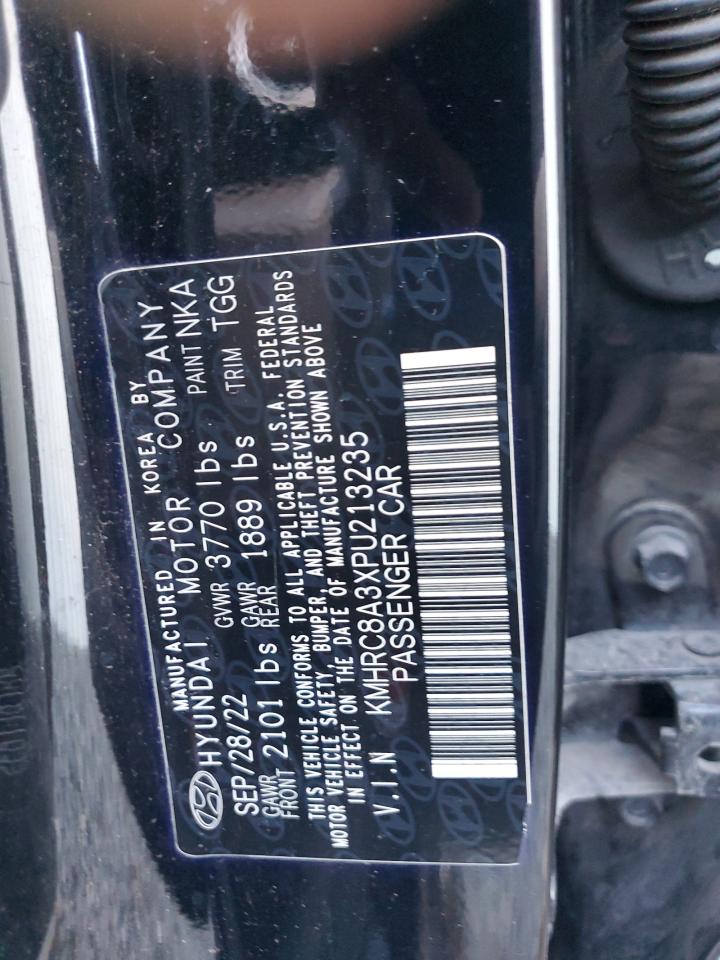 MANUFACTURED IN KOREA BY
HYUNDAI MOTOR COMPANY
SEP/28/22 GVWR 3770 lbs PAINT NKA
GAWR FRONT 2101 lbs GAWR REAR 1889 lbs TRIM TGG
THIS VEHICLE CONFORMS TO ALL APPLICABLE U.S.A. FEDERAL
MOTOR VEHICLE SAFETY, BUMPER, AND THEFT PREVENTION STANDARDS
IN EFFECT ON THE DATE OF MANUFACTURE SHOWN ABOVE
V.I.N KMHRC8A3XPU213235
PASSENGER CAR